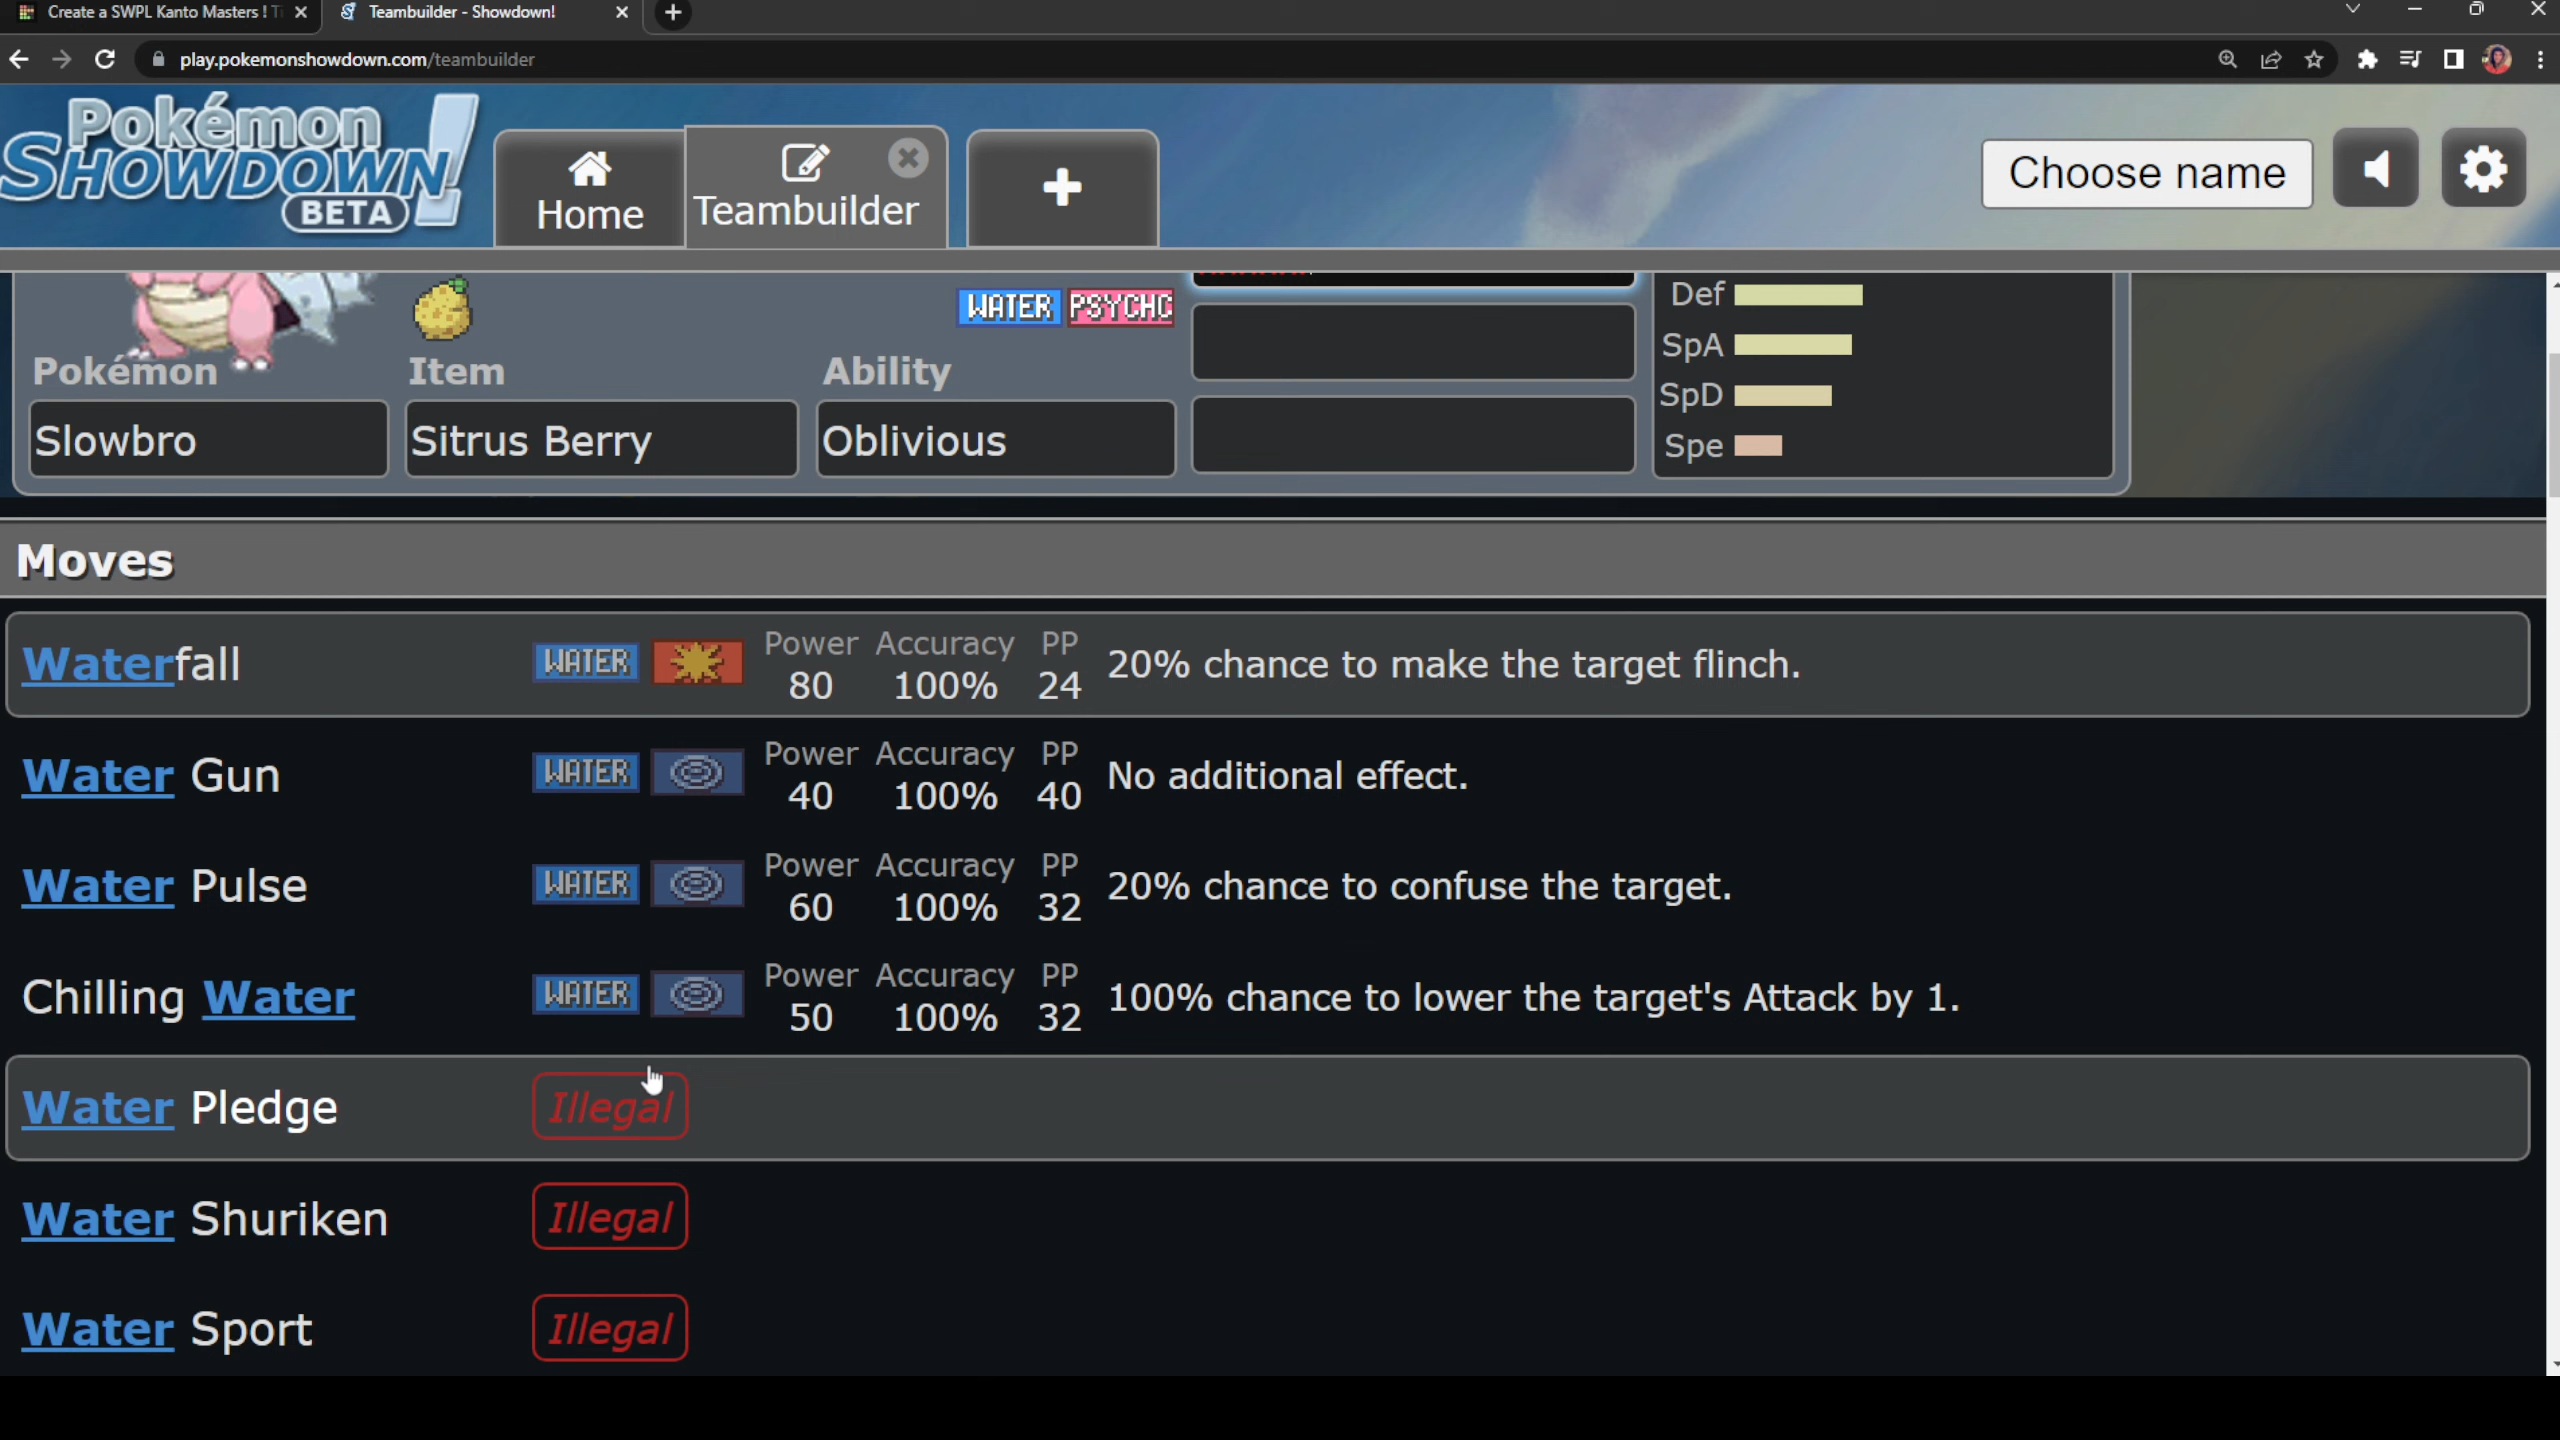 Create a SWPL Kanto Masters ! Ti
Teambuilder - Showdown!
play.pokemonshowdown.com/teambuilder
Pokémon
SHOWDOWN!
BETA
Home
Teambuilder
Choose name
WATER PSYCHC
Pokémon
Item
Ability
Slowbro
Sitrus Berry
Oblivious
Def
SpA
SpD
Spe
Moves
Waterfall WATER Power Accuracy PP 20% chance to make the target flinch.
80 100% 24
Water Gun WATER Power Accuracy PP No additional effect.
40 100% 40
Water Pulse WATER Power Accuracy PP 20% chance to confuse the target.
60 100% 32
Chilling Water WATER Power Accuracy PP 100% chance to lower the target's Attack by 1.
50 100% 32
Water Pledge Illegal
Water Shuriken Illegal
Water Sport Illegal